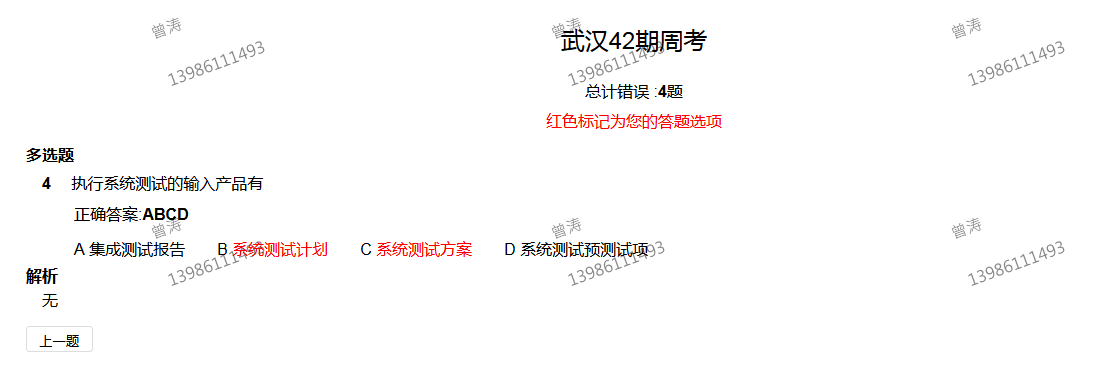 武汉42期周考
总计错误 :4题
红色标记为您的答题选项
多选题
4 执行系统测试的输入产品有
正确答案:ABCD
A 集成测试报告 B 系统测试计划 C 系统测试方案 D 系统测试预测试项
解析
无
上一题
曾涛
13986111493
曾涛
13986111493
曾涛
13986111493
曾涛
13986111493
曾涛
13986111493
曾涛
13986111493